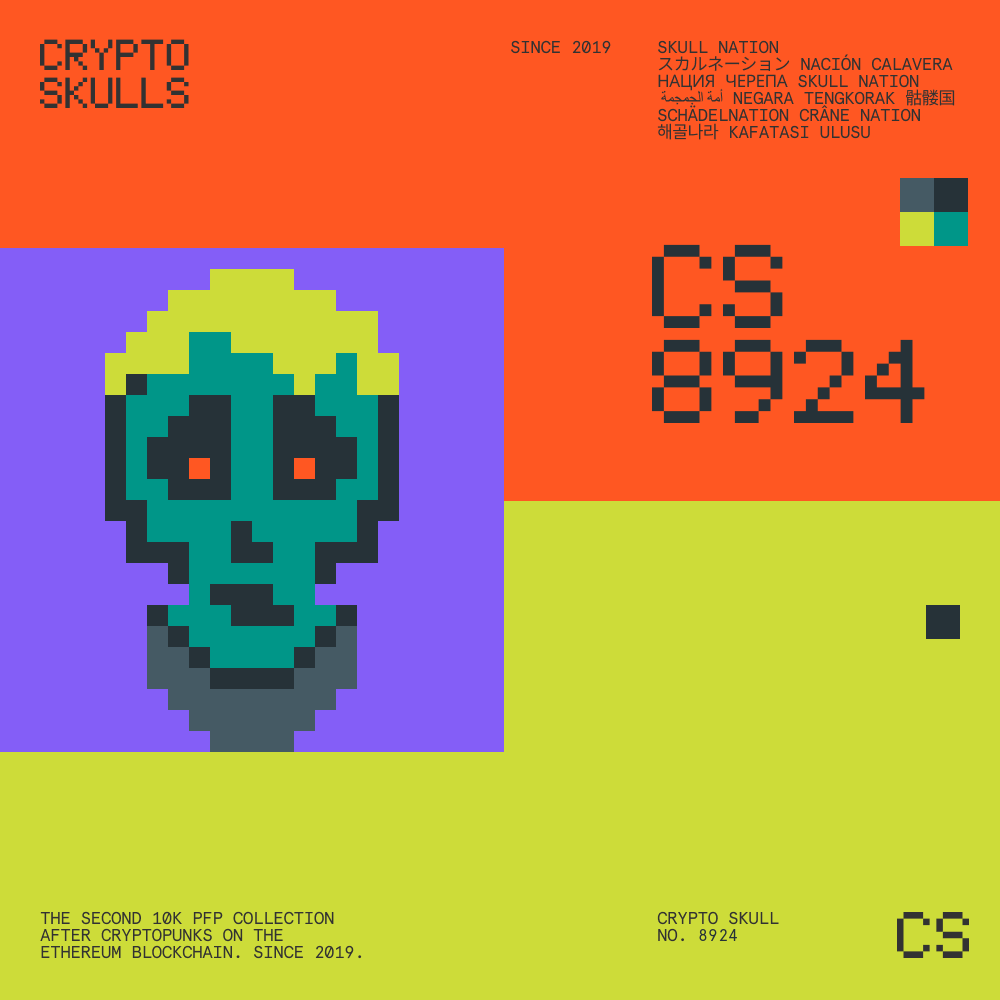 CRYPTO
SKULLS
SINCE 2019
SKULL NATION
スカルネーション NACIÓN CALAVERA
НАЦИЯ ЧЕРЕПА SKULL NATION
أمة الجمجمة NEGARA TENGKORAK 骷髅国
SCHÄDELNATION CRÂNE NATION
해골나라 KAFATASI ULUSU
CS
8924
THE SECOND 10K PFP COLLECTION
AFTER CRYPTOPUNKS ON THE
ETHEREUM BLOCKCHAIN. SINCE 2019.
CRYPTO SKULL
NO. 8924
CS